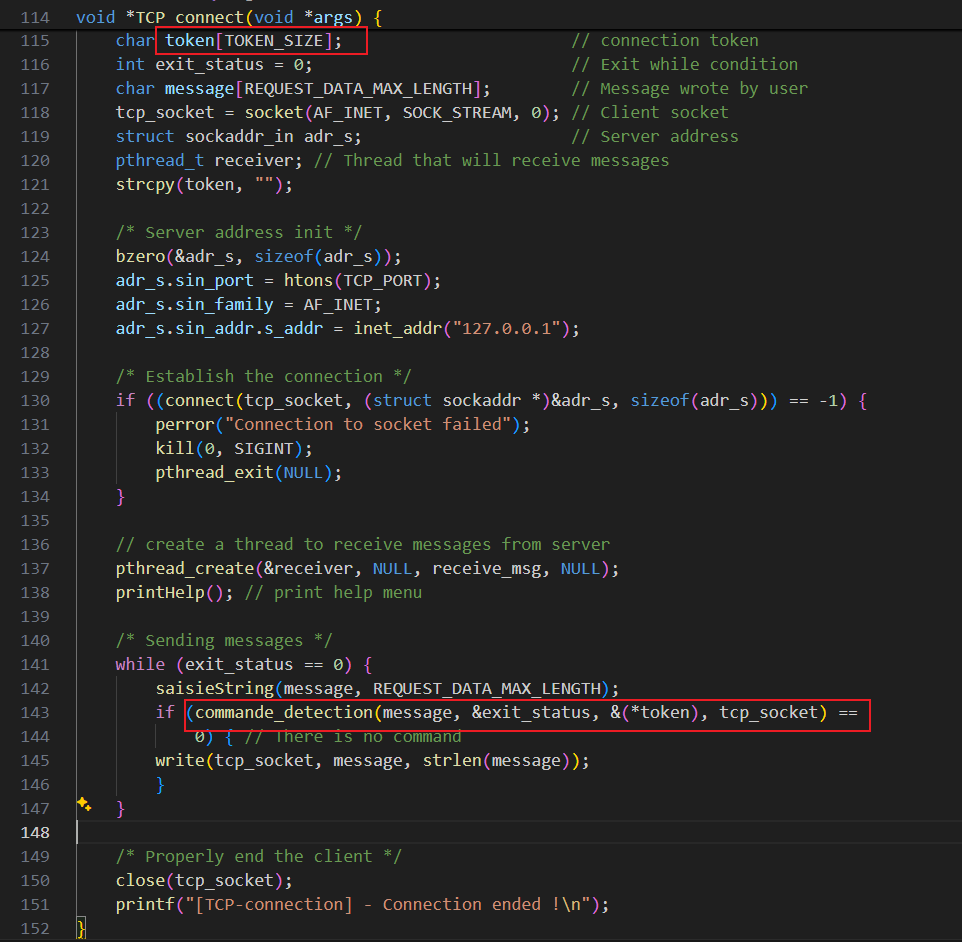 114 void *TCP_connect(void *args) {
115 char token[TOKEN_SIZE]; // connection token
116 int exit_status = 0; // Exit while condition
117 char message[REQUEST_DATA_MAX_LENGTH]; // Message wrote by user
118 tcp_socket = socket(AF_INET, SOCK_STREAM, 0); // Client socket
119 struct sockaddr_in adr_s; // Server address
120 pthread_t receiver; // Thread that will receive messages
121 strcpy(token, "");
122
123 /* Server address init */
124 bzero(&adr_s, sizeof(adr_s));
125 adr_s.sin_port = htons(TCP_PORT);
126 adr_s.sin_family = AF_INET;
127 adr_s.sin_addr.s_addr = inet_addr("127.0.0.1");
128
129 /* Establish the connection */
130 if ((connect(tcp_socket, (struct sockaddr *)&adr_s, sizeof(adr_s))) == -1) {
131 perror("Connection to socket failed");
132 kill(0, SIGINT);
133 pthread_exit(NULL);
134 }
135
136 // create a thread to receive messages from server
137 pthread_create(&receiver, NULL, receive_msg, NULL);
138 printHelp(); // print help menu
139
140 /* Sending messages */
141 while (exit_status == 0) {
142 saisieString(message, REQUEST_DATA_MAX_LENGTH);
143 if (commande_detection(message, &exit_status, &(*token), tcp_socket) ==
144 0) { // There is no command
145 write(tcp_socket, message, strlen(message));
146 }
147 }
148
149 /* Properly end the client */
150 close(tcp_socket);
151 printf("[TCP-connection] - Connection ended !\n");
152 }